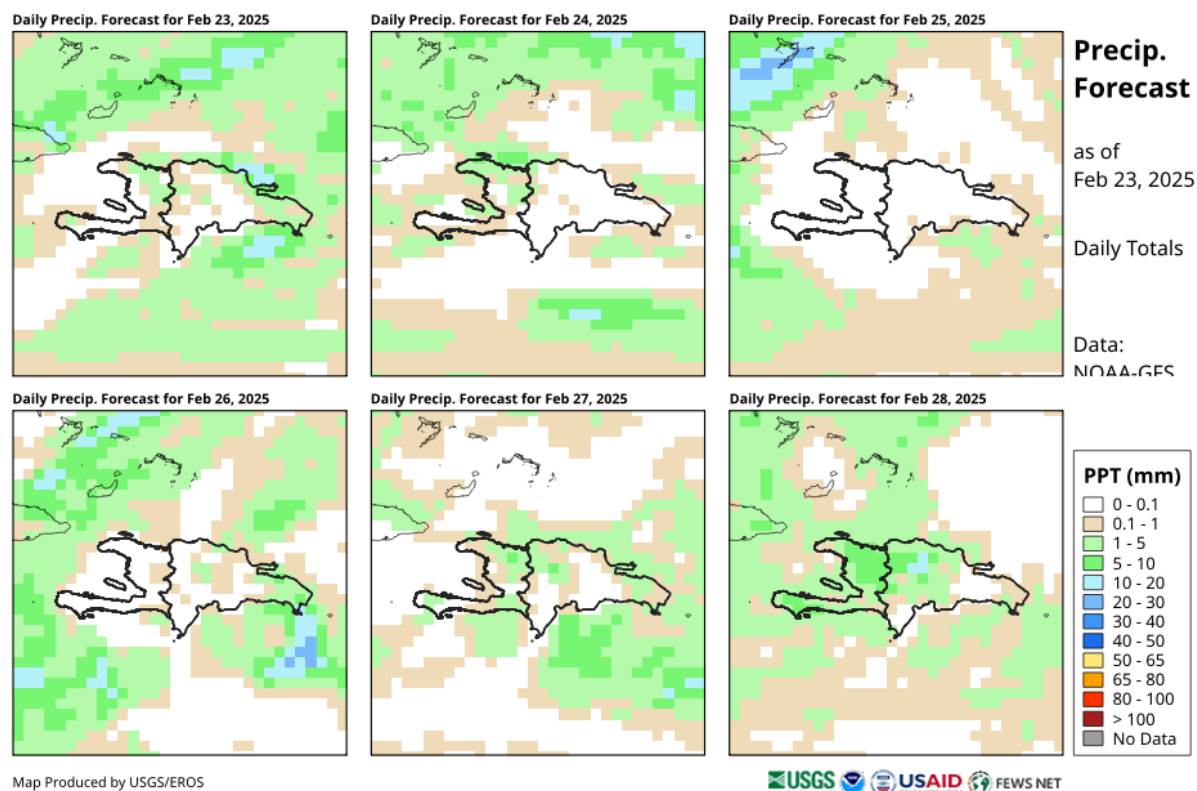 Daily Precip. Forecast for Feb 23, 2025
Daily Precip. Forecast for Feb 24, 2025
Daily Precip. Forecast for Feb 25, 2025
Precip.
Forecast
as of
Feb 23, 2025
Daily Totals
Data:
NOAA-GFS
Daily Precip. Forecast for Feb 26, 2025
Daily Precip. Forecast for Feb 27, 2025
Daily Precip. Forecast for Feb 28, 2025
PPT (mm)
0 - 0.1
0.1 - 1
1 - 5
5 - 10
10 - 20
20 - 30
30 - 40
40 - 50
50 - 65
65 - 80
80 - 100
> 100
No Data
Map Produced by USGS/EROS
USGS
USAID
FEWS NET